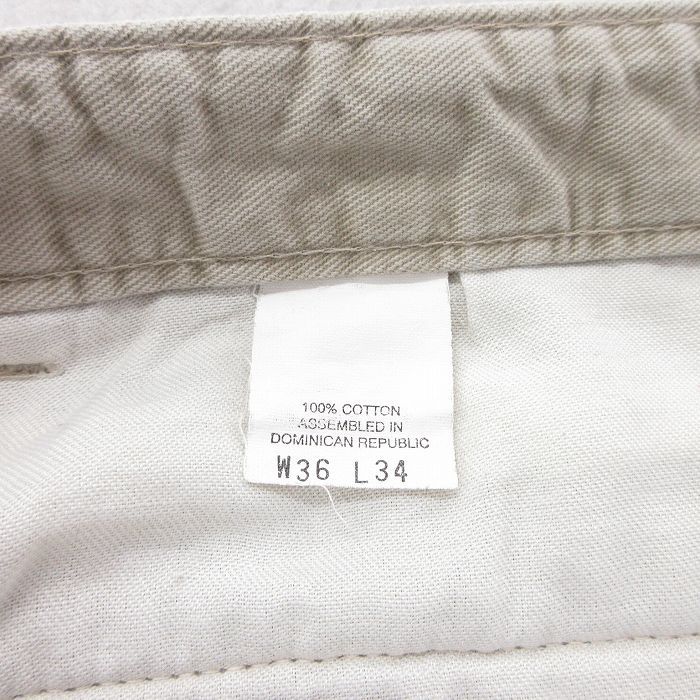 100% COTTON
ASSEMBLED IN
DOMINICAN REPUBLIC
W36 L34